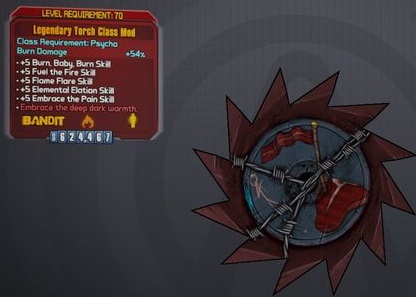 LEVEL REQUIREMENT: 70
Legendary Torch Class Mod
Class Requirement: Psycho
Burn Damage +54%
• +5 Burn, Baby, Burn Skill
• +5 Fuel the Fire Skill
• +5 Flame Flare Skill
• +5 Elemental Elation Skill
• +5 Embrace the Pain Skill
• Embrace the deep dark warmth.
BANDIT
$624,467